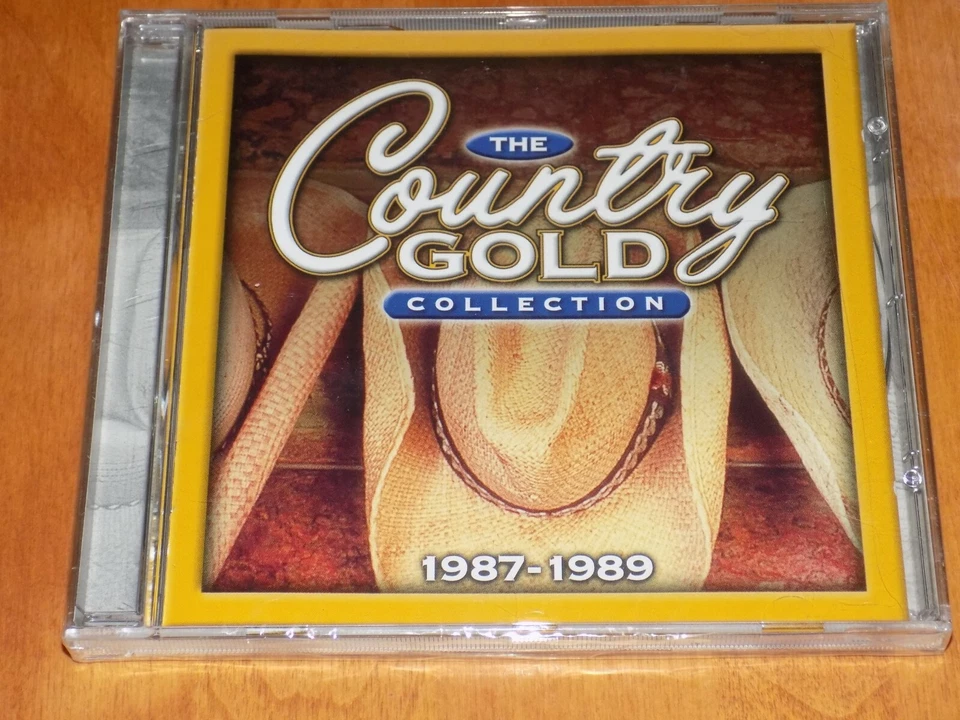 THE
Country
GOLD
COLLECTION
1987-1989